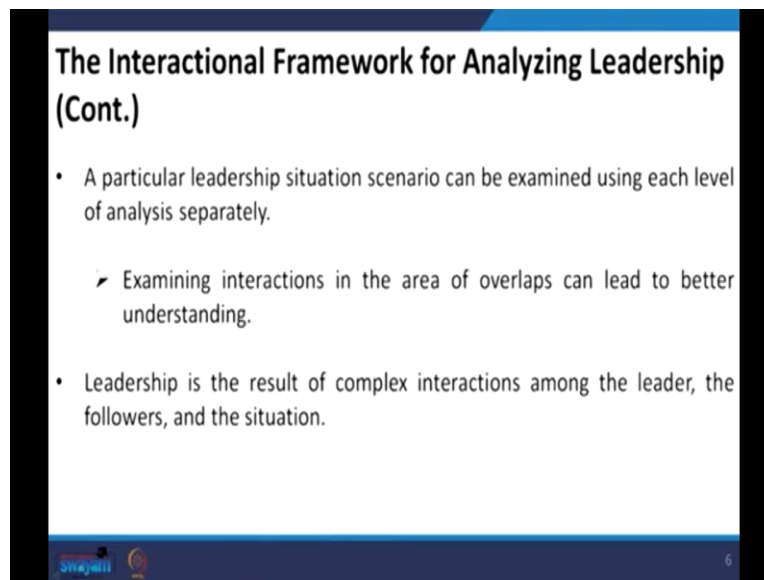 The Interactional Framework for Analyzing Leadership
(Cont.)
• A particular leadership situation scenario can be examined using each level
of analysis separately.
➤ Examining interactions in the area of overlaps can lead to better
understanding.
• Leadership is the result of complex interactions among the leader, the
followers, and the situation.
swayam
6